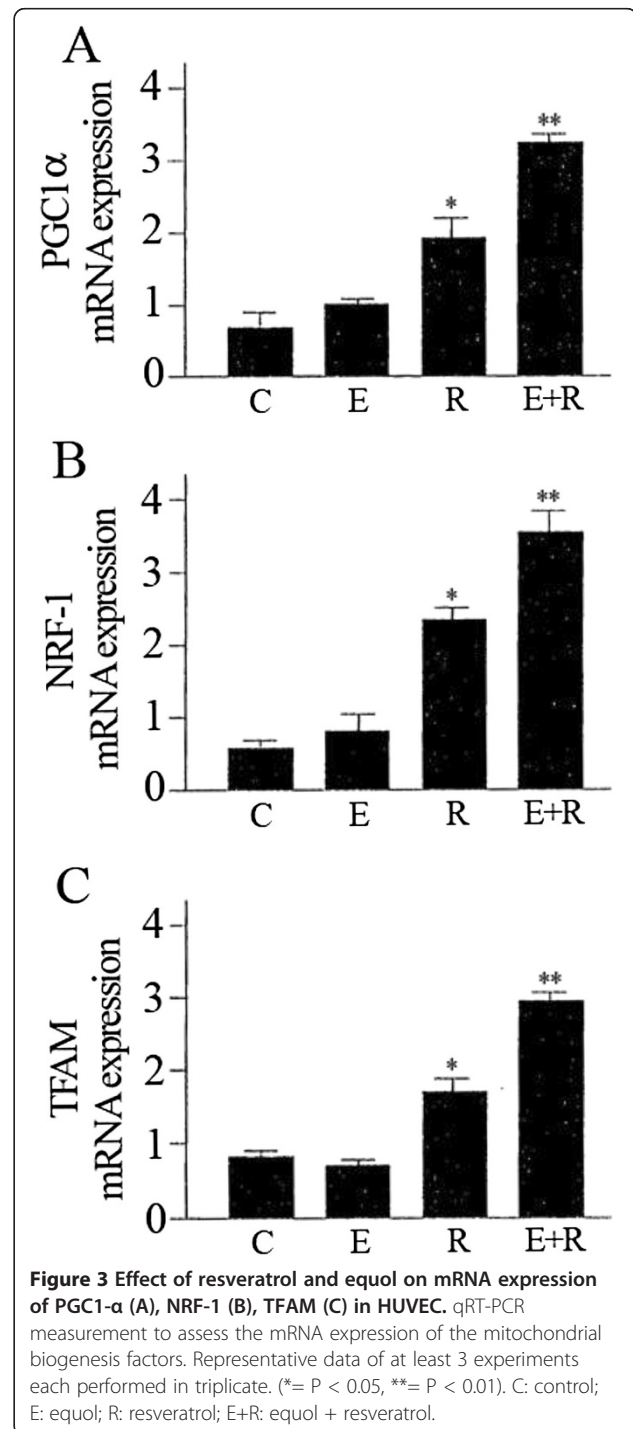 A
PGC1α
mRNA expression
4
3
2
1
0
*
**
C E R E+R
B
NRF-1
mRNA expression
4
3
2
1
0
*
**
C E R E+R
C
TFAM
mRNA expression
4
3
2
1
0
*
**
C E R E+R
Figure 3 Effect of resveratrol and equol on mRNA expression
of PGC1-α (A), NRF-1 (B), TFAM (C) in HUVEC. qRT-PCR
measurement to assess the mRNA expression of the mitochondrial
biogenesis factors. Representative data of at least 3 experiments
each performed in triplicate. (*= P < 0.05, **= P < 0.01). C: control;
E: equol; R: resveratrol; E+R: equol + resveratrol.